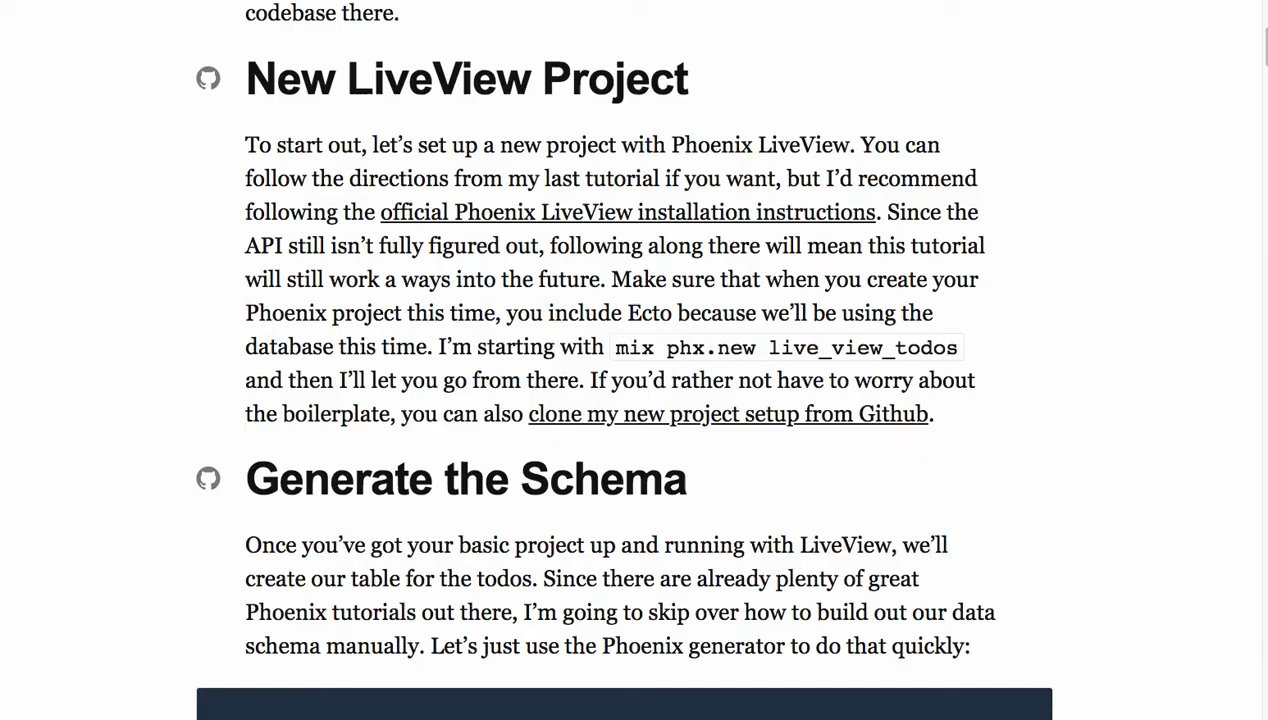 codebase there.
New LiveView Project
To start out, let’s set up a new project with Phoenix LiveView. You can
follow the directions from my last tutorial if you want, but I’d recommend
following the official Phoenix LiveView installation instructions. Since the
API still isn’t fully figured out, following along there will mean this tutorial
will still work a ways into the future. Make sure that when you create your
Phoenix project this time, you include Ecto because we’ll be using the
database this time. I’m starting with mix phx.new live_view_todos
and then I’ll let you go from there. If you’d rather not have to worry about
the boilerplate, you can also clone my new project setup from Github.
Generate the Schema
Once you’ve got your basic project up and running with LiveView, we’ll
create our table for the todos. Since there are already plenty of great
Phoenix tutorials out there, I’m going to skip over how to build out our data
schema manually. Let’s just use the Phoenix generator to do that quickly: